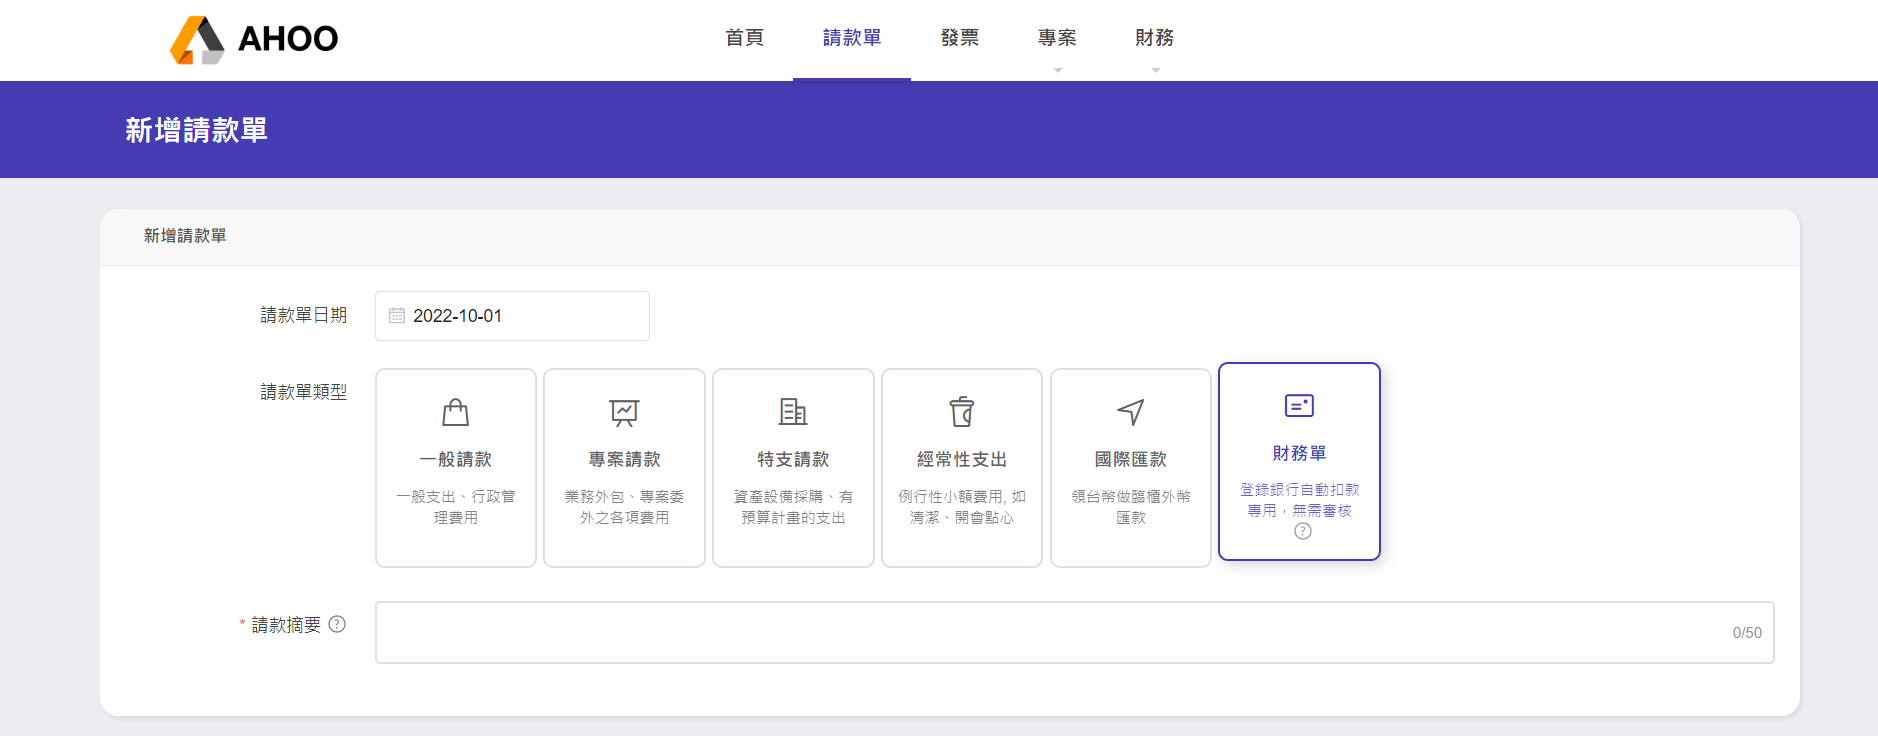 AHOO
首頁 請款單 發票 專案 財務
新增請款單
新增請款單
請款單日期 2022-10-01
請款單類型
一般請款
一般支出、行政管
理費用
專案請款
業務外包、專案委
外之各項費用
特支請款
資產設備採購、有
預算計畫的支出
經常性支出
例行性小額費用, 如
清潔、開會點心
國際匯款
領台幣做臨櫃外幣
匯款
財務單
登錄銀行自動扣款
專用，無需審核
?
* 請款摘要 ?
0/50